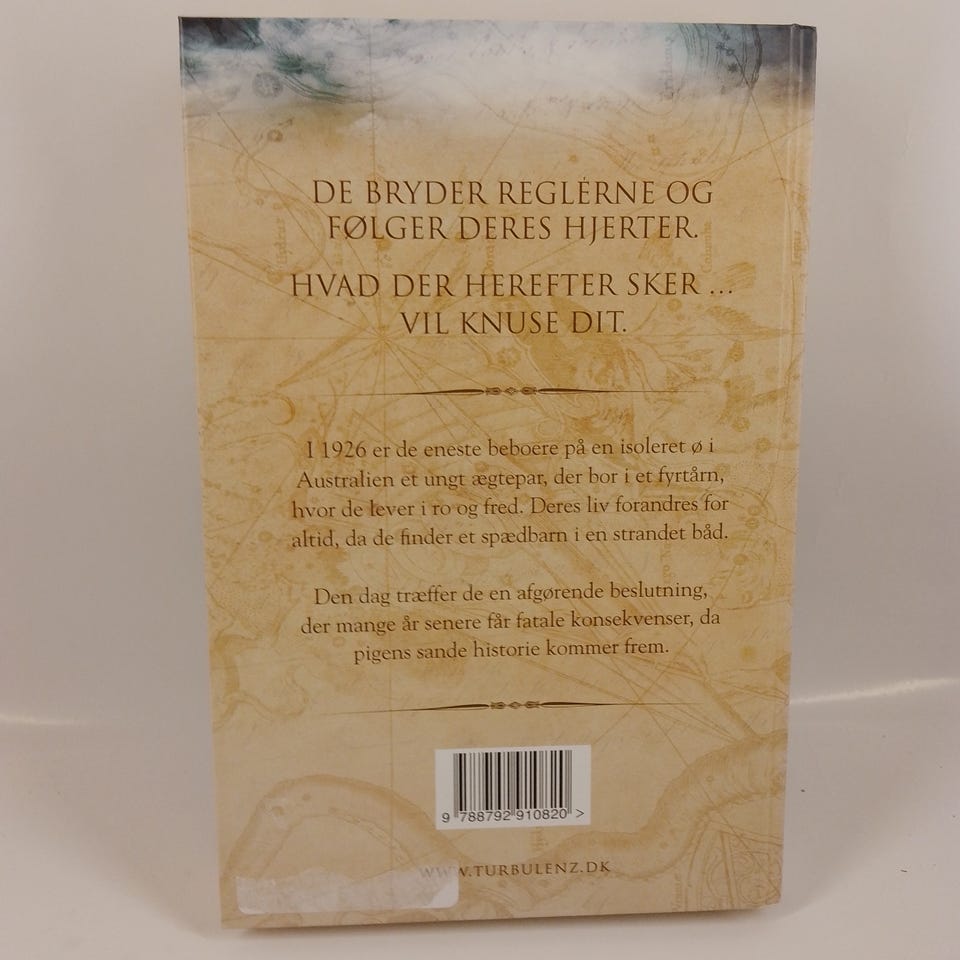 DE BRYDER REGLERNE OG
FØLGER DERES HJERTER.
HVAD DER HEREFTER SKER ...
VIL KNUSE DIT.
I 1926 er de eneste beboere på en isoleret ø i
Australien et ungt ægtepar, der bor i et fyrtårn,
hvor de lever i ro og fred. Deres liv forandres for
altid, da de finder et spædbarn i en strandet båd.
Den dag træffer de en afgørende beslutning,
der mange år senere får fatale konsekvenser, da
pigens sande historie kommer frem.
9 788792 910820 >
WWW.TURBULENZ.DK